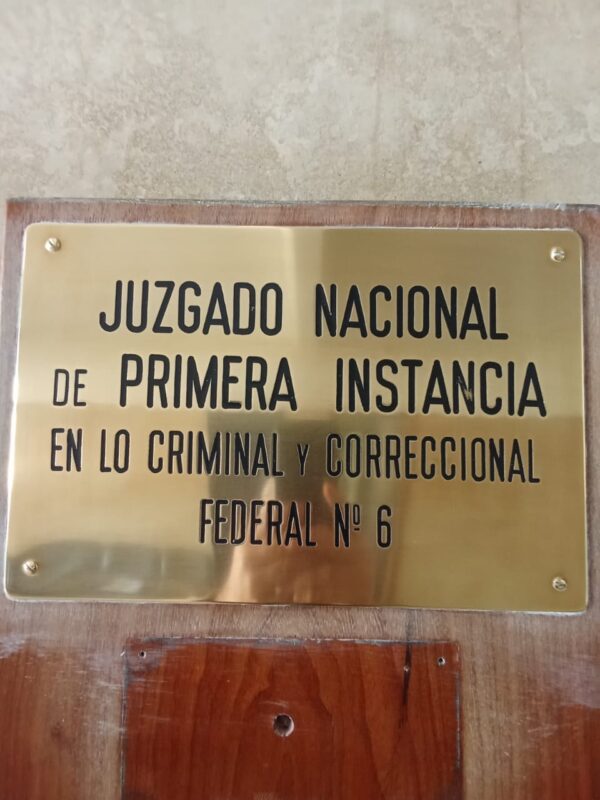 JUZGADO NACIONAL
DE PRIMERA INSTANCIA
EN LO CRIMINAL Y CORRECCIONAL
FEDERAL Nº 6